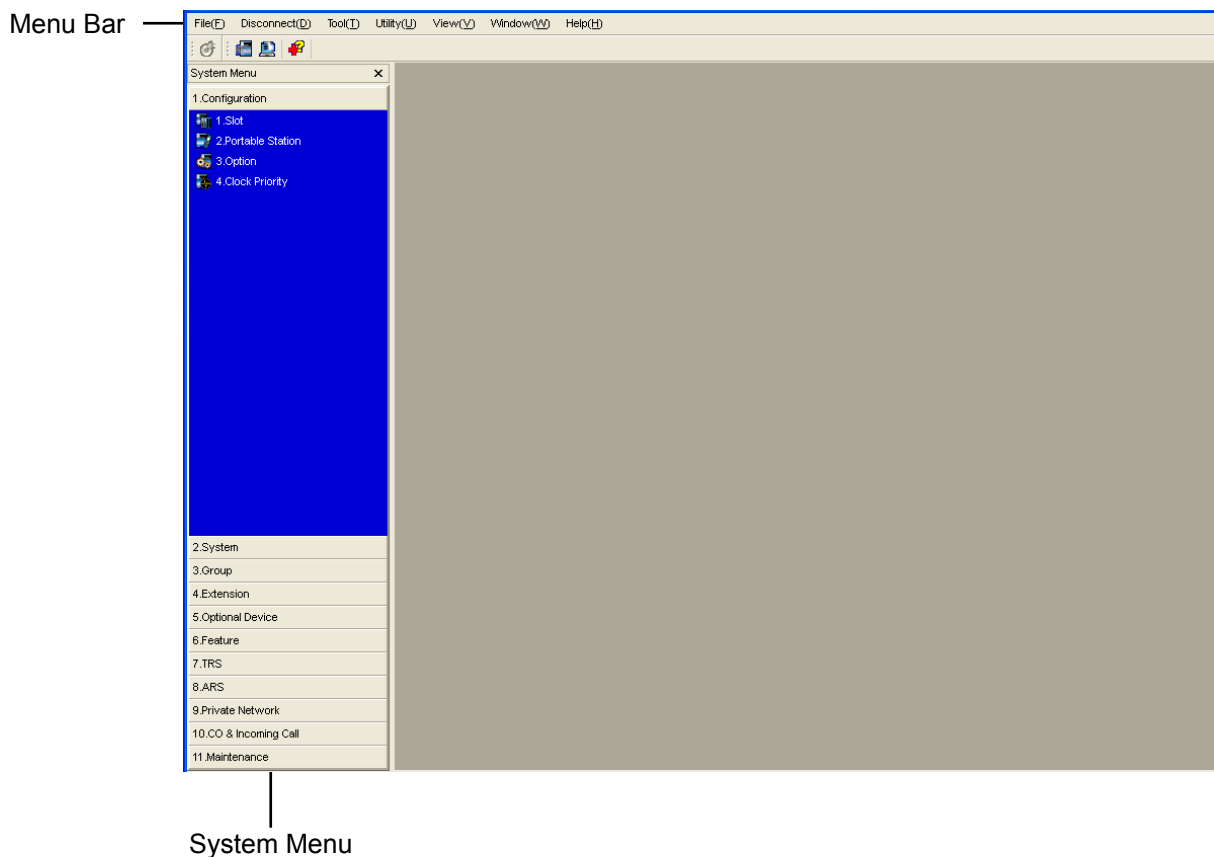 Menu Bar
File(F) Disconnect(D) Tool(T) Utility(U) View(V) Window(W) Help(H)
System Menu
1.Configuration
1.Slot
2.Portable Station
3.Option
4.Clock Priority
2.System
3.Group
4.Extension
5.Optional Device
6.Feature
7.TRS
8.ARS
9.Private Network
10.CO & Incoming Call
11.Maintenance
System Menu